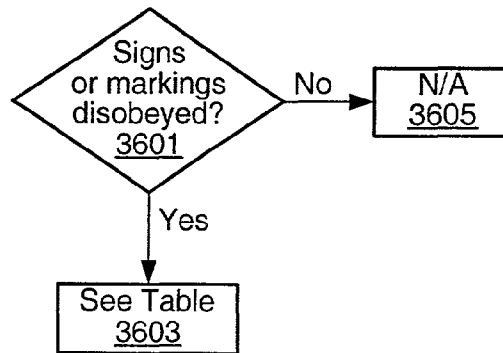 Signs
or markings
disobeyed?
3601
No
N/A
3605
Yes
See Table
3603